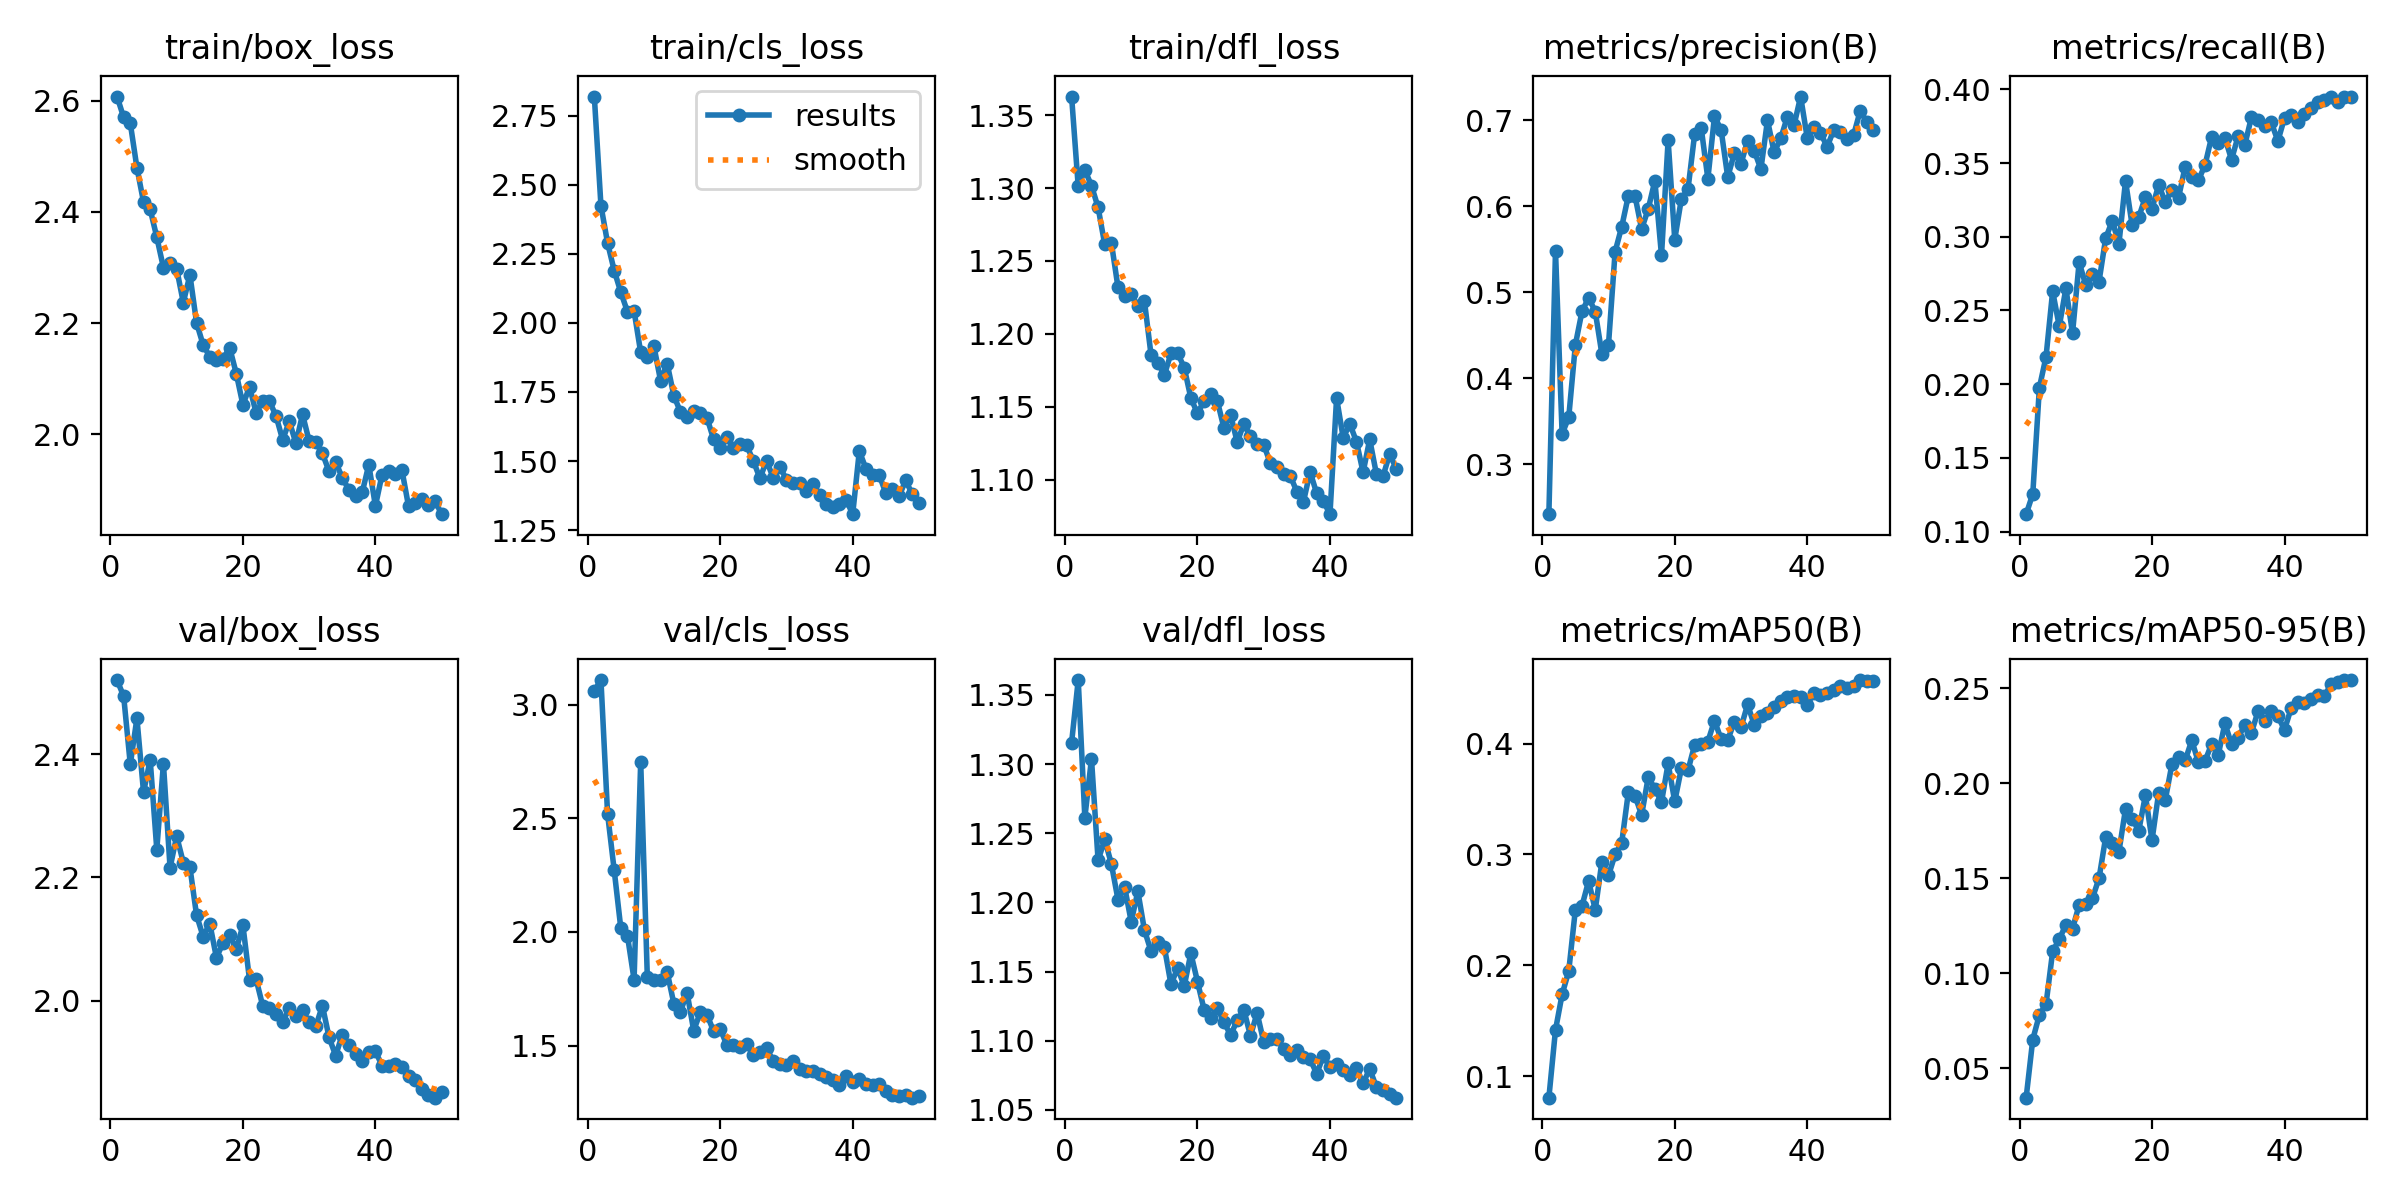 train/box_loss
2.6
2.4
2.2
2.0
0 20 40
train/cls_loss
results
smooth
2.75
2.50
2.25
2.00
1.75
1.50
1.25
0 20 40
train/dfl_loss
1.35
1.30
1.25
1.20
1.15
1.10
0 20 40
metrics/precision(B)
0.7
0.6
0.5
0.4
0.3
0 20 40
metrics/recall(B)
0.40
0.35
0.30
0.25
0.20
0.15
0.10
0 20 40
val/box_loss
2.4
2.2
2.0
0 20 40
val/cls_loss
3.0
2.5
2.0
1.5
0 20 40
val/dfl_loss
1.35
1.30
1.25
1.20
1.15
1.10
1.05
0 20 40
metrics/mAP50(B)
0.4
0.3
0.2
0.1
0 20 40
metrics/mAP50-95(B)
0.25
0.20
0.15
0.10
0.05
0 20 40